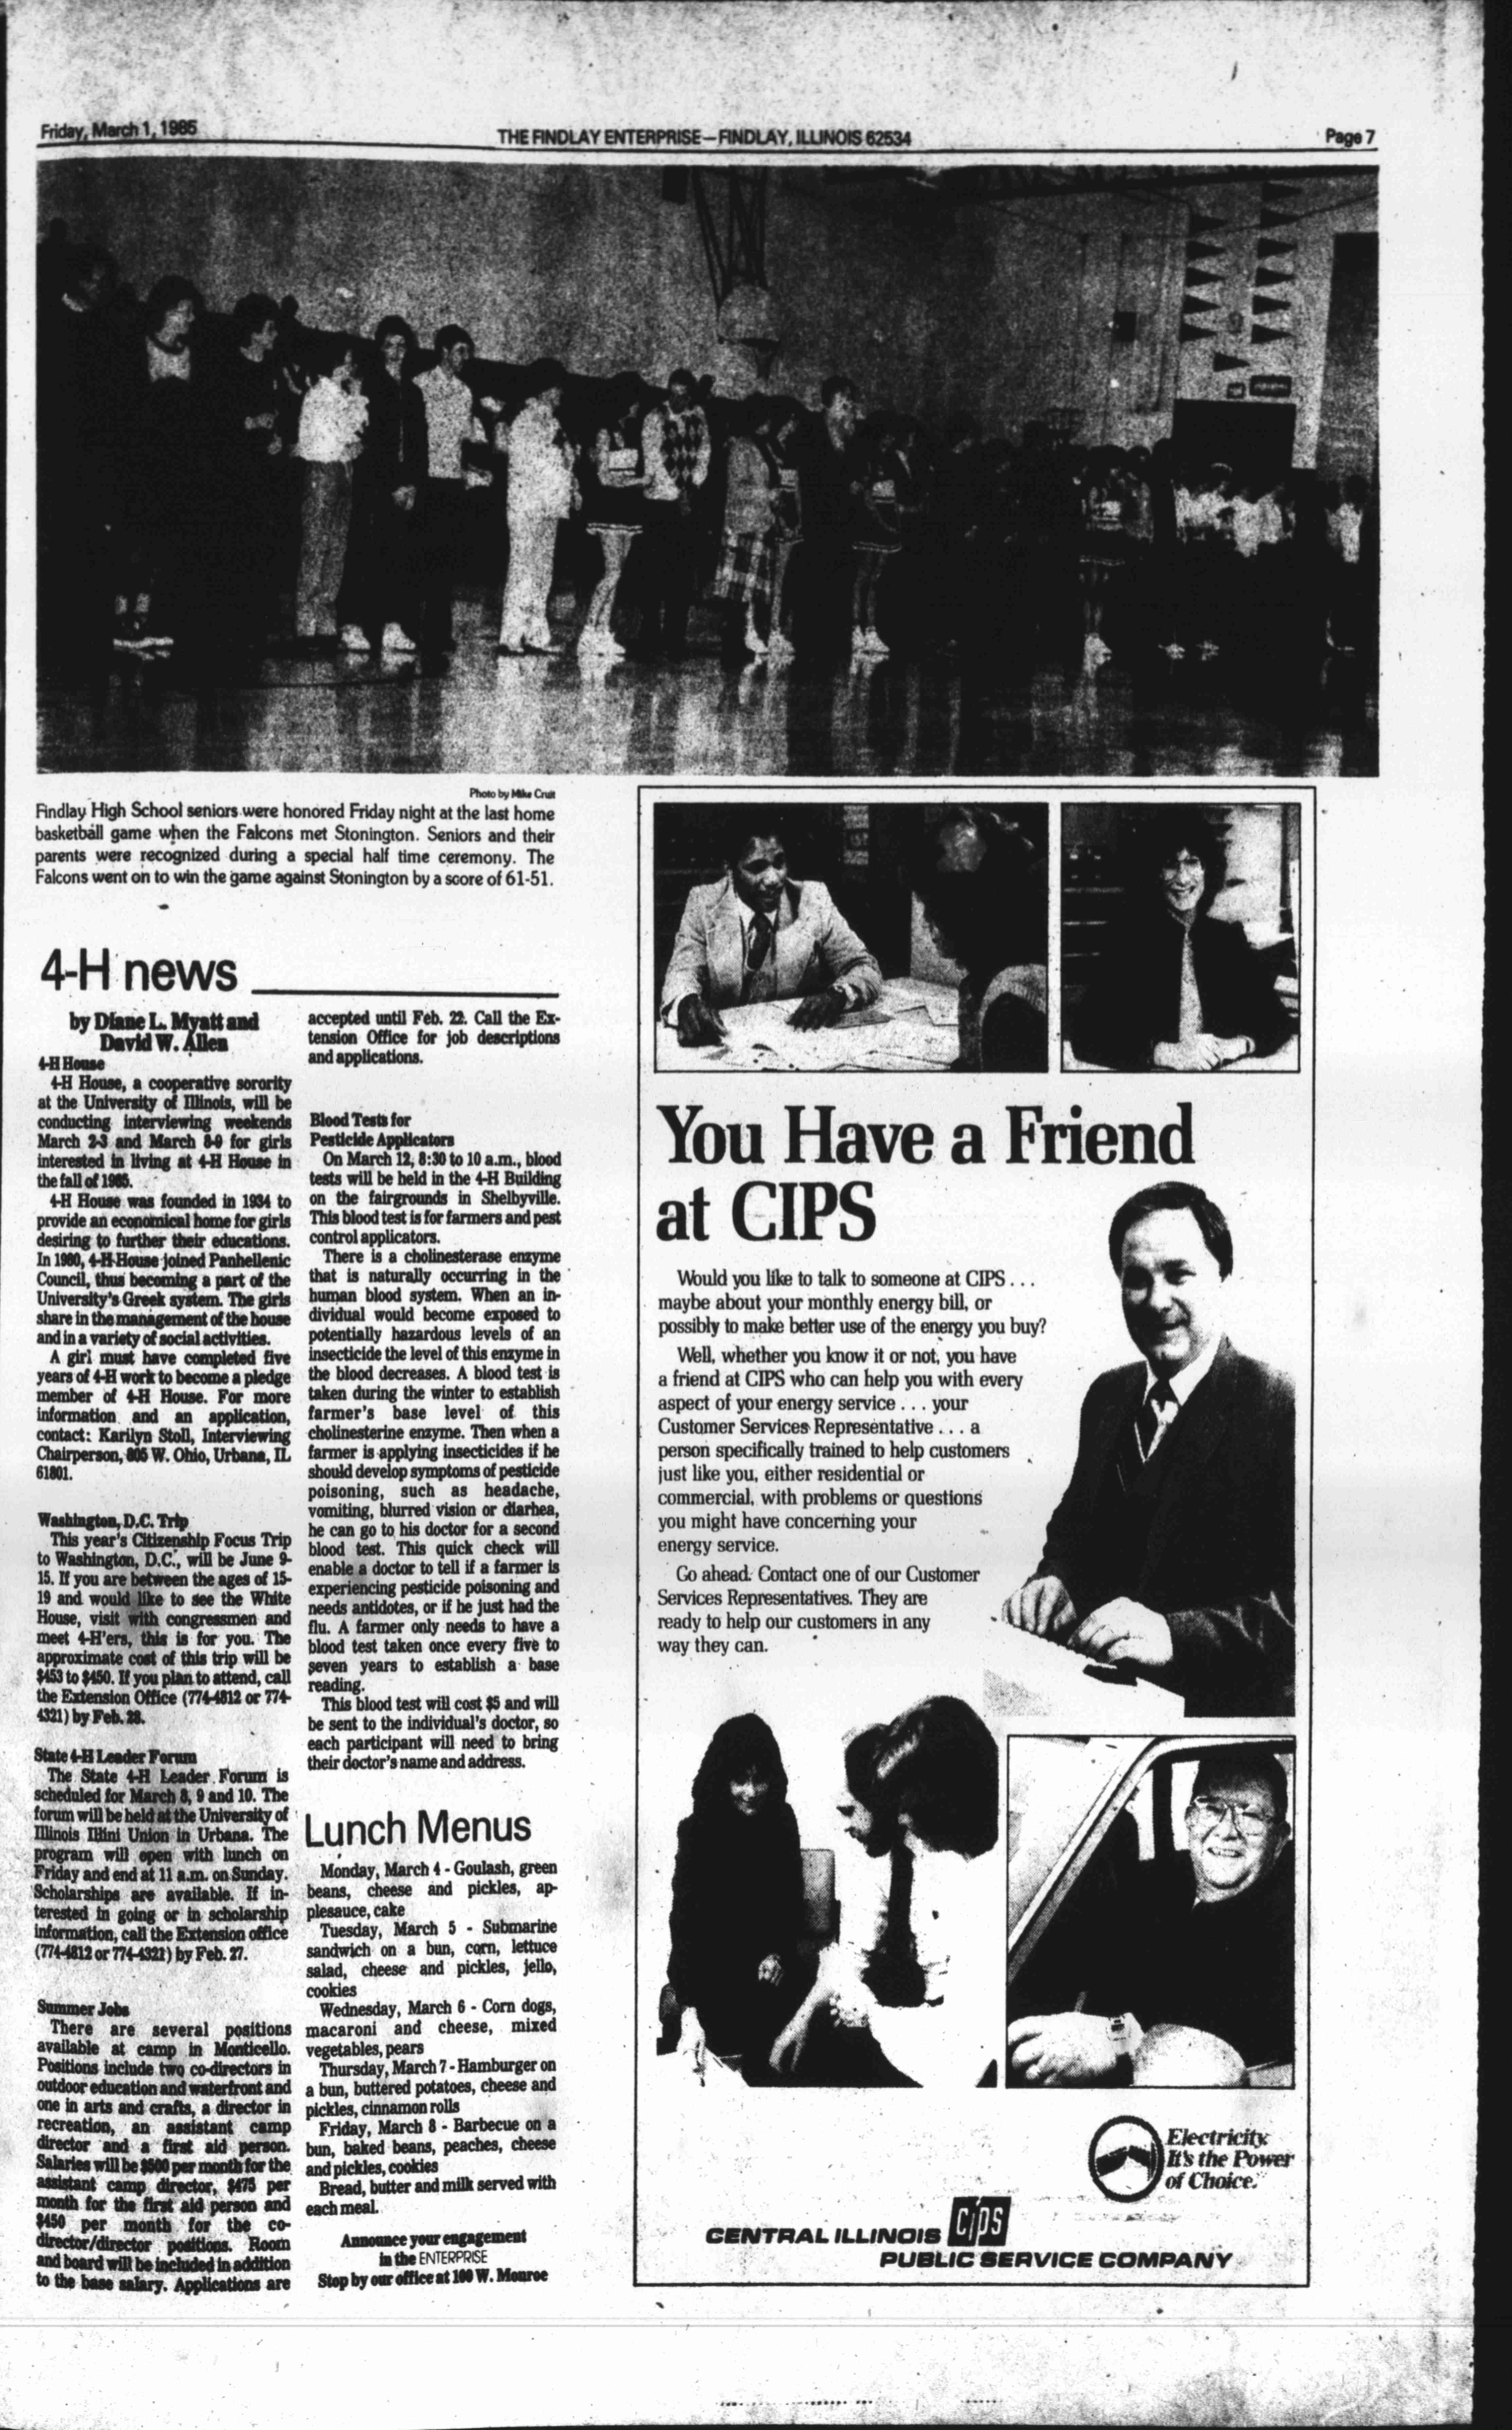 Friday, March 1, 1985
THE FINDLAY ENTERPRISE—FINDLAY, ILLINOIS 62534
Page 7
Photo by Mike Cruit
Findlay High School seniors were honored Friday night at the last home
basketball game when the Falcons met Stonington. Seniors and their
parents were recognized during a special half time ceremony. The
Falcons went on to win the game against Stonington by a score of 61-51.
4-H news
by Diane L. Myatt and
David W. Allen
4-H House
4-H House, a cooperative sorority
at the University of Illinois, will be
conducting interviewing weekends
March 2-3 and March 8-9 for girls
interested in living at 4-H House in
the fall of 1985.
4-H House was founded in 1934 to
provide an economical home for girls
desiring to further their educations.
In 1980, 4-H House joined Panhellenic
Council, thus becoming a part of the
University's Greek system. The girls
share in the management of the house
and in a variety of social activities.
A girl must have completed five
years of 4-H work to become a pledge
member of 4-H House. For more
information and an application,
contact: Karilyn Stoll, Interviewing
Chairperson, 805 W. Ohio, Urbana, IL
61801.
Washington, D.C. Trip
This year's Citizenship Focus Trip
to Washington, D.C., will be June 9-
15. If you are between the ages of 15-
19 and would like to see the White
House, visit with congressmen and
meet 4-H'ers, this is for you. The
approximate cost of this trip will be
$453 to $450. If you plan to attend, call
the Extension Office (774-4812 or 774-
4321) by Feb. 28.
State 4-H Leader Forum
The State 4-H Leader Forum is
scheduled for March 8, 9 and 10. The
forum will be held at the University of
Illinois Illini Union in Urbana. The
program will open with lunch on
Friday and end at 11 a.m. on Sunday.
Scholarships are available. If in-
terested in going or in scholarship
information, call the Extension office
(774-4812 or 774-4321) by Feb. 27.
Summer Jobs
There are several positions
available at camp in Monticello.
Positions include two co-directors in
outdoor education and waterfront and
one in arts and crafts, a director in
recreation, an assistant camp
director and a first aid person.
Salaries will be $500 per month for the
assistant camp director, $475 per
month for the first aid person and
$450 per month for the co-
director/director positions. Room
and board will be included in addition
to the base salary. Applications are
accepted until Feb. 22. Call the Ex-
tension Office for job descriptions
and applications.
Blood Tests for
Pesticide Applicators
On March 12, 8:30 to 10 a.m., blood
tests will be held in the 4-H Building
on the fairgrounds in Shelbyville.
This blood test is for farmers and pest
control applicators.
There is a cholinesterase enzyme
that is naturally occurring in the
human blood system. When an in-
dividual would become exposed to
potentially hazardous levels of an
insecticide the level of this enzyme in
the blood decreases. A blood test is
taken during the winter to establish
farmer's base level of this
cholinesterine enzyme. Then when a
farmer is applying insecticides if he
should develop symptoms of pesticide
poisoning, such as headache,
vomiting, blurred vision or diarhea,
he can go to his doctor for a second
blood test. This quick check will
enable a doctor to tell if a farmer is
experiencing pesticide poisoning and
needs antidotes, or if he just had the
flu. A farmer only needs to have a
blood test taken once every five to
seven years to establish a base
reading.
This blood test will cost $5 and will
be sent to the individual's doctor, so
each participant will need to bring
their doctor's name and address.
Lunch Menus
Monday, March 4 - Goulash, green
beans, cheese and pickles, ap-
plesauce, cake
Tuesday, March 5 - Submarine
sandwich on a bun, corn, lettuce
salad, cheese and pickles, jello,
cookies
Wednesday, March 6 - Corn dogs,
macaroni and cheese, mixed
vegetables, pears
Thursday, March 7 - Hamburger on
a bun, buttered potatoes, cheese and
pickles, cinnamon rolls
Friday, March 8 - Barbecue on a
bun, baked beans, peaches, cheese
and pickles, cookies
Bread, butter and milk served with
each meal.
Announce your engagement
in the ENTERPRISE
Stop by our office at 100 W. Monroe
You Have a Friend
at CIPS
Would you like to talk to someone at CIPS . . .
maybe about your monthly energy bill, or
possibly to make better use of the energy you buy?
Well, whether you know it or not, you have
a friend at CIPS who can help you with every
aspect of your energy service . . . your
Customer Services Representative . . . a
person specifically trained to help customers
just like you, either residential or
commercial, with problems or questions
you might have concerning your
energy service.
Go ahead. Contact one of our Customer
Services Representatives. They are
ready to help our customers in any
way they can.
Electricity.
It's the Power
of Choice.
CENTRAL ILLINOIS CIPS
PUBLIC SERVICE COMPANY